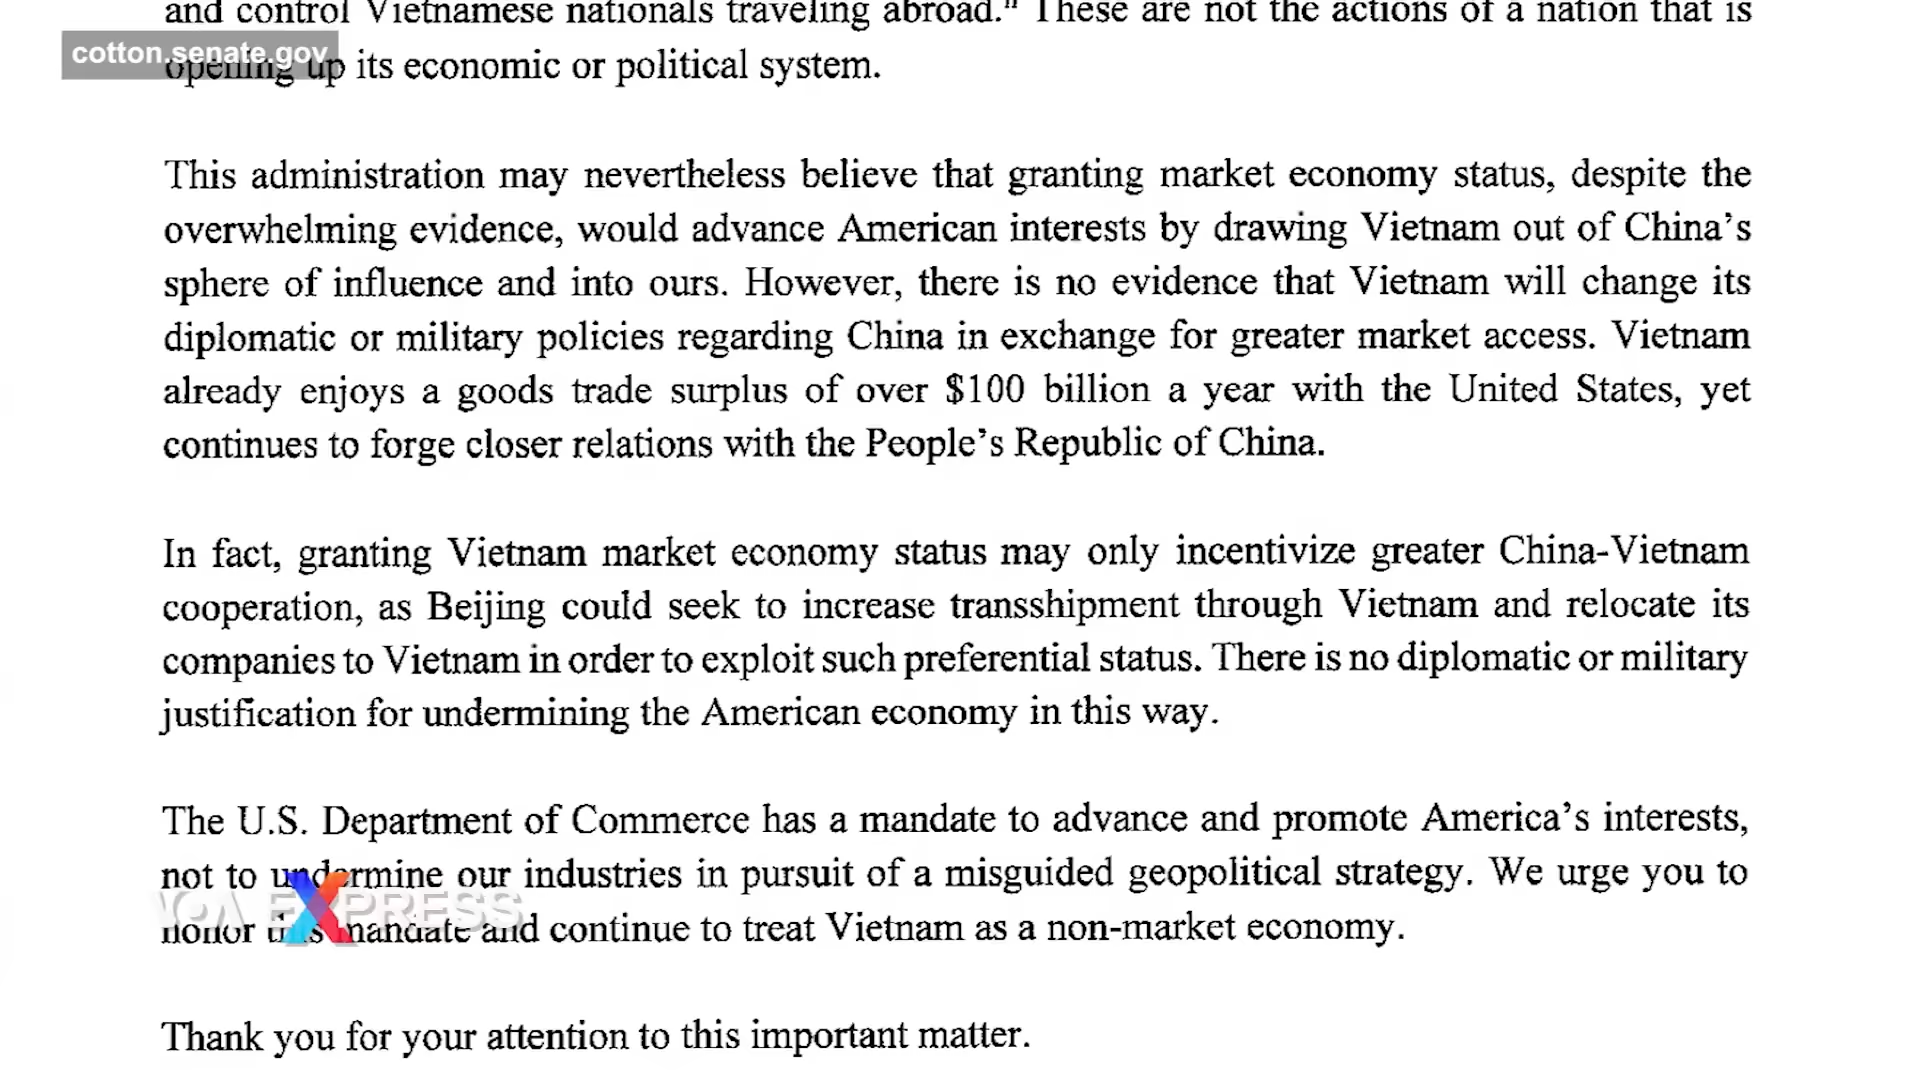 and control Vietnamese nationals traveling abroad." These are not the actions of a nation that is
cotton.senate.gov
opening up its economic or political system.
This administration may nevertheless believe that granting market economy status, despite the
overwhelming evidence, would advance American interests by drawing Vietnam out of China's
sphere of influence and into ours. However, there is no evidence that Vietnam will change its
diplomatic or military policies regarding China in exchange for greater market access. Vietnam
already enjoys a goods trade surplus of over $100 billion a year with the United States, yet
continues to forge closer relations with the People's Republic of China.
In fact, granting Vietnam market economy status may only incentivize greater China-Vietnam
cooperation, as Beijing could seek to increase transshipment through Vietnam and relocate its
companies to Vietnam in order to exploit such preferential status. There is no diplomatic or military
justification for undermining the American economy in this way.
The U.S. Department of Commerce has a mandate to advance and promote America's interests,
not to undermine our industries in pursuit of a misguided geopolitical strategy. We urge you to
VOA EXPRESS
honor this mandate and continue to treat Vietnam as a non-market economy.
Thank you for your attention to this important matter.